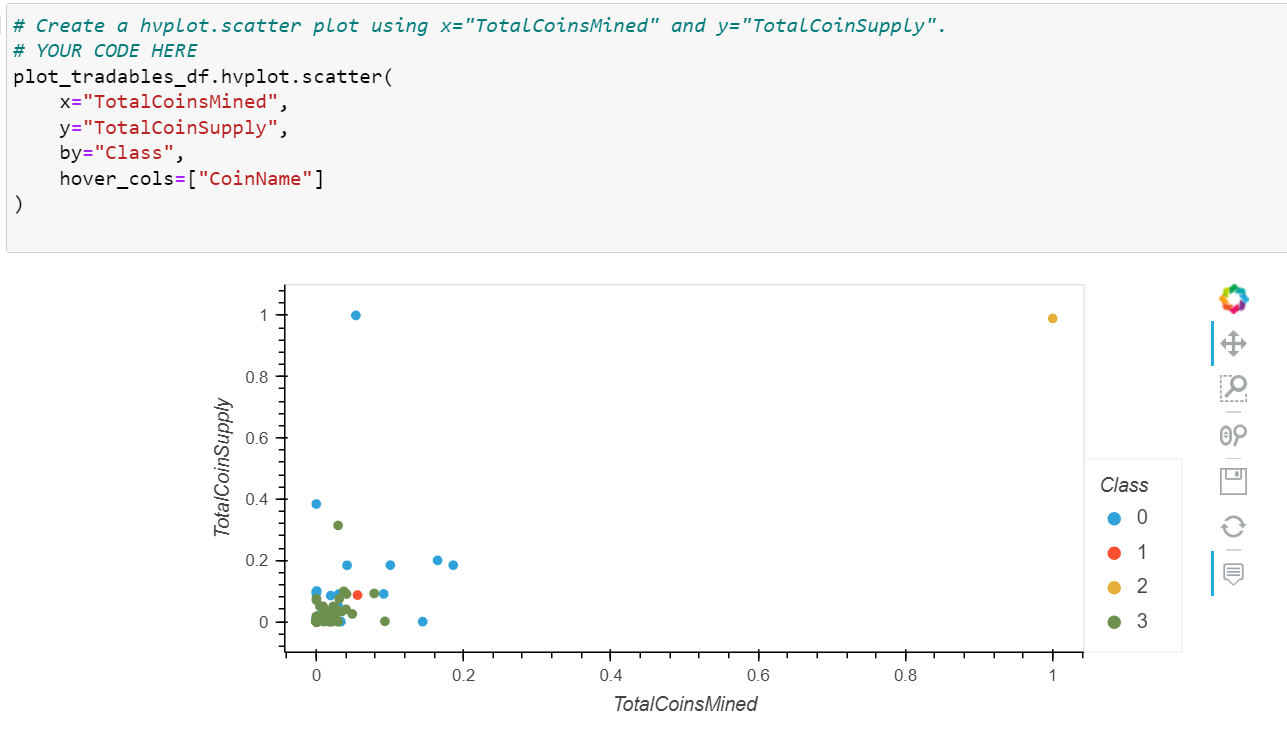 # Create a hvplot.scatter plot using x="TotalCoinsMined" and y="TotalCoinSupply".
# YOUR CODE HERE
plot_tradables_df.hvplot.scatter(
    x="TotalCoinsMined",
    y="TotalCoinSupply",
    by="Class",
    hover_cols=["CoinName"]
)
TotalCoinSupply
1
0.8
0.6
0.4
0.2
0
0
0.2
0.4
0.6
0.8
1
TotalCoinsMined
Class
0
1
2
3